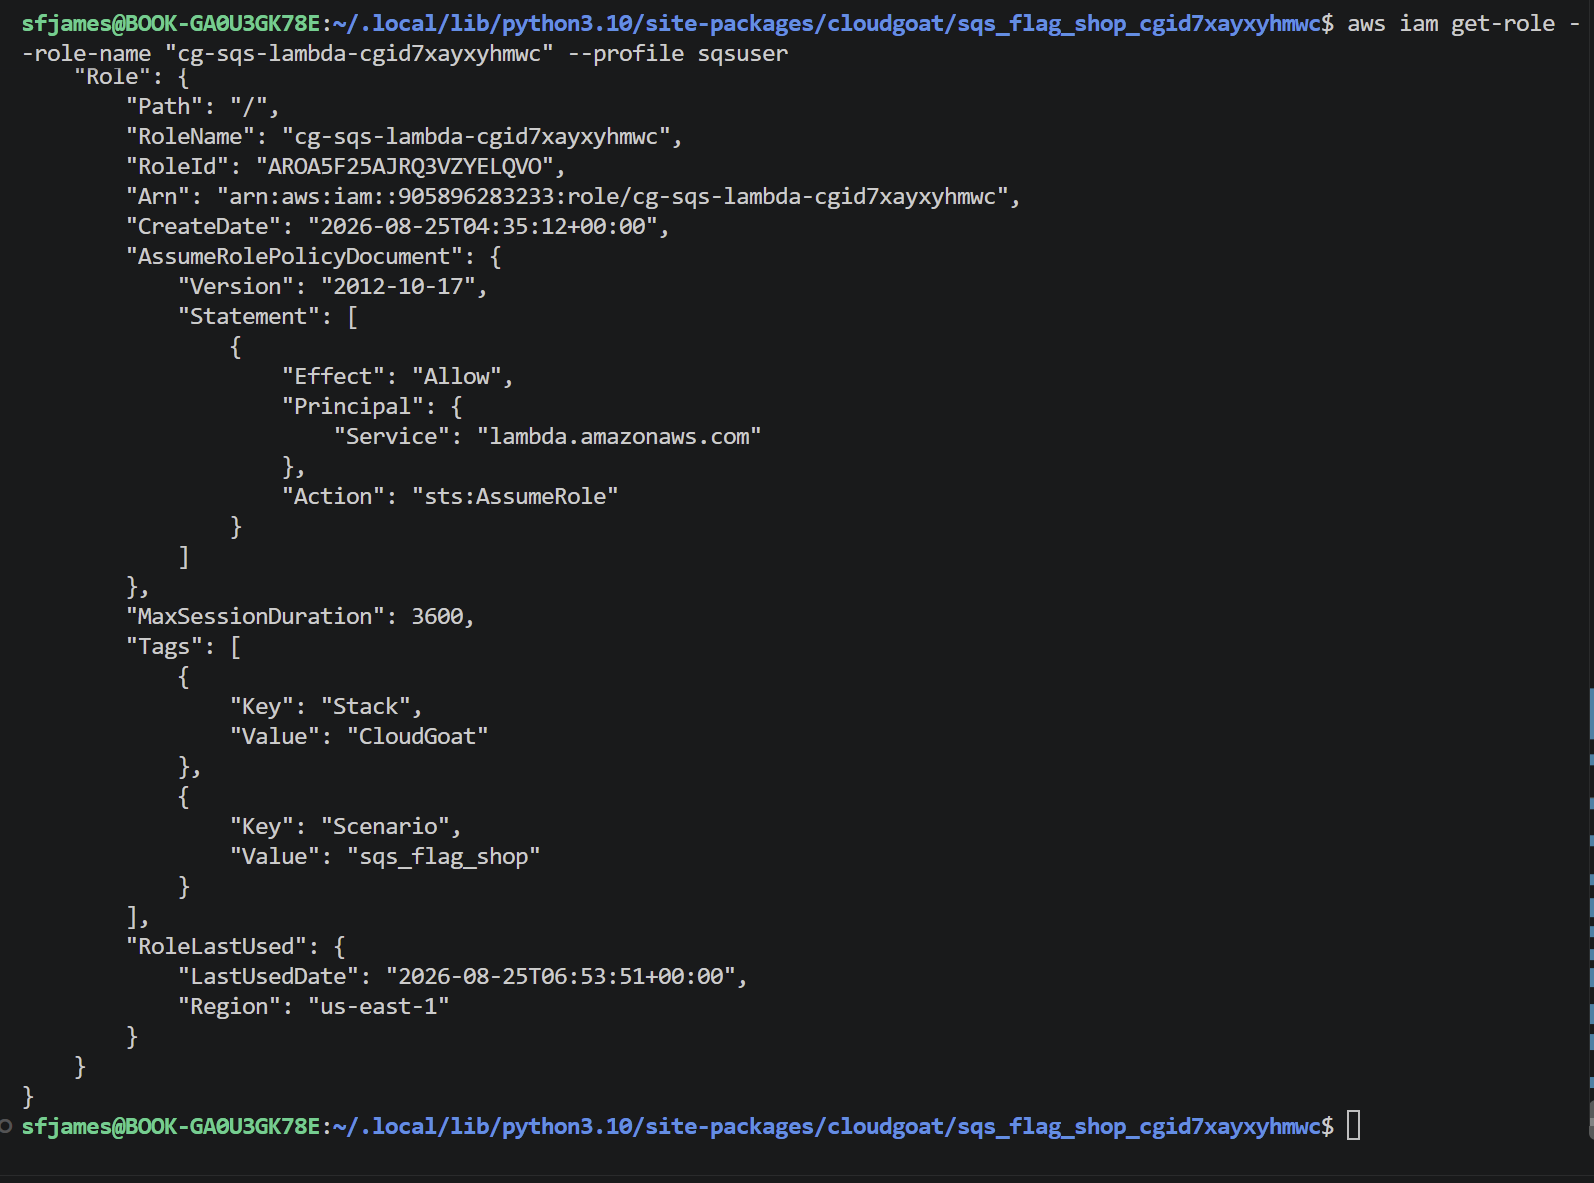 sfjames@BOOK-GA0U3GK78E:~/.local/lib/python3.10/site-packages/cloudgoat/sqs_flag_shop_cgid7xayxyhmwc$ aws iam get-role -
-role-name "cg-sqs-lambda-cgid7xayxyhmwc" --profile sqsuser
    "Role": {
        "Path": "/",
        "RoleName": "cg-sqs-lambda-cgid7xayxyhmwc",
        "RoleId": "AROA5F25AJRQ3VZYELQVO",
        "Arn": "arn:aws:iam::905896283233:role/cg-sqs-lambda-cgid7xayxyhmwc",
        "CreateDate": "2026-08-25T04:35:12+00:00",
        "AssumeRolePolicyDocument": {
            "Version": "2012-10-17",
            "Statement": [
                {
                    "Effect": "Allow",
                    "Principal": {
                        "Service": "lambda.amazonaws.com"
                    },
                    "Action": "sts:AssumeRole"
                }
            ]
        },
        "MaxSessionDuration": 3600,
        "Tags": [
            {
                "Key": "Stack",
                "Value": "CloudGoat"
            },
            {
                "Key": "Scenario",
                "Value": "sqs_flag_shop"
            }
        ],
        "RoleLastUsed": {
            "LastUsedDate": "2026-08-25T06:53:51+00:00",
            "Region": "us-east-1"
        }
    }
}
sfjames@BOOK-GA0U3GK78E:~/.local/lib/python3.10/site-packages/cloudgoat/sqs_flag_shop_cgid7xayxyhmwc$